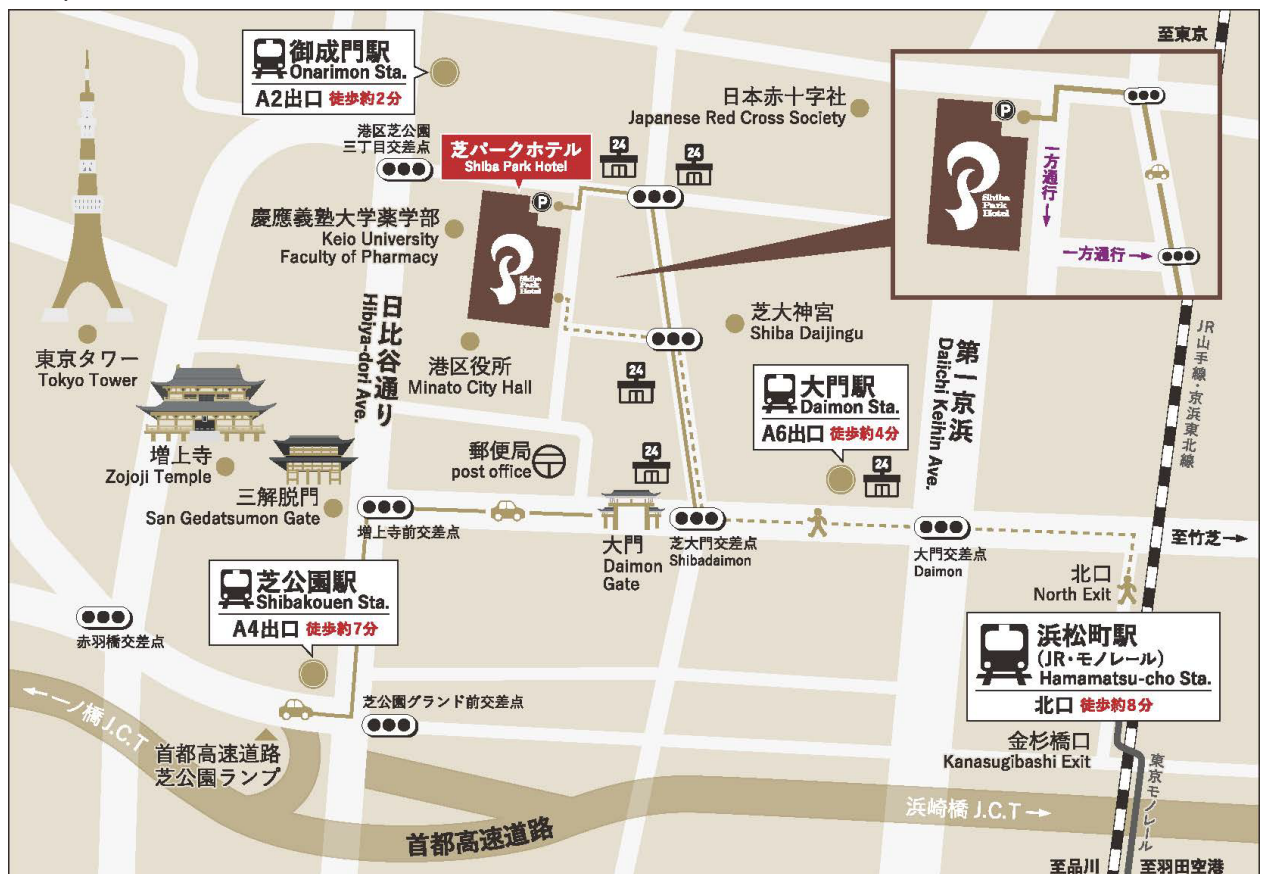 御成門駅
Onarimon Sta.
A2出口 徒歩約2分
至東京
日本赤十字社
Japanese Red Cross Society
港区芝公園
三丁目交差点
芝パークホテル
Shiba Park Hotel
24
24
P
P
一方通行
Shiba
Park
Hotel
一方通行
慶應義塾大学薬学部
Keio University
Faculty of Pharmacy
Shiba
Park
Hotel
日比谷通り
Hibiya-dori Ave.
芝大神宮
Shiba Daijingu
第一京浜
Daiichi Keihin Ave.
JR山手線・京浜東北線
東京タワー
Tokyo Tower
港区役所
Minato City Hall
24
大門駅
Daimon Sta.
A6出口 徒歩約4分
増上寺
Zojoji Temple
郵便局
post office
24
24
三解脱門
San Gedatsumon Gate
増上寺前交差点
大門
Daimon
Gate
芝大門交差点
Shibadaimon
大門交差点
Daimon
至竹芝→
北口
North Exit
芝公園駅
Shibakouen Sta.
A4出口 徒歩約7分
赤羽橋交差点
浜松町駅
(JR・モノレール)
Hamamatsu-cho Sta.
北口 徒歩約8分
芝公園グランド前交差点
←一ノ橋J.C.T
首都高速道路
芝公園ランプ
金杉橋口
Kanasugibashi Exit
東京モノレール
浜崎橋J.C.T→
首都高速道路
至品川
至羽田空港